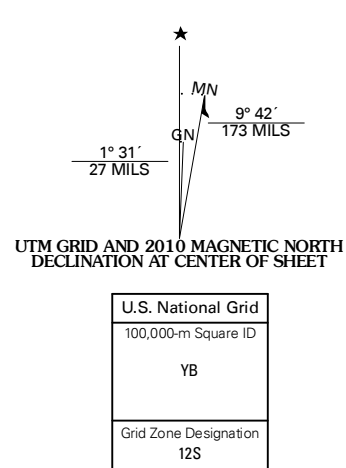 ★
MN
9° 42´
173 MILS
GN
1° 31´
27 MILS
UTM GRID AND 2010 MAGNETIC NORTH
DECLINATION AT CENTER OF SHEET
U.S. National Grid
100,000-m Square ID
YB
Grid Zone Designation
12S